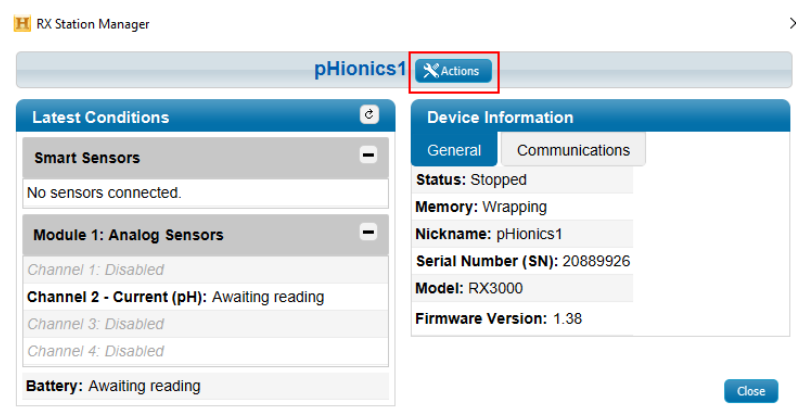 H RX Station Manager
pHionics1 Actions
Latest Conditions
Smart Sensors
No sensors connected.
Module 1: Analog Sensors
Channel 1: Disabled
Channel 2 - Current (pH): Awaiting reading
Channel 3: Disabled
Channel 4: Disabled
Battery: Awaiting reading
Device Information
General Communications
Status: Stopped
Memory: Wrapping
Nickname: pHionics1
Serial Number (SN): 20889926
Model: RX3000
Firmware Version: 1.38
Close